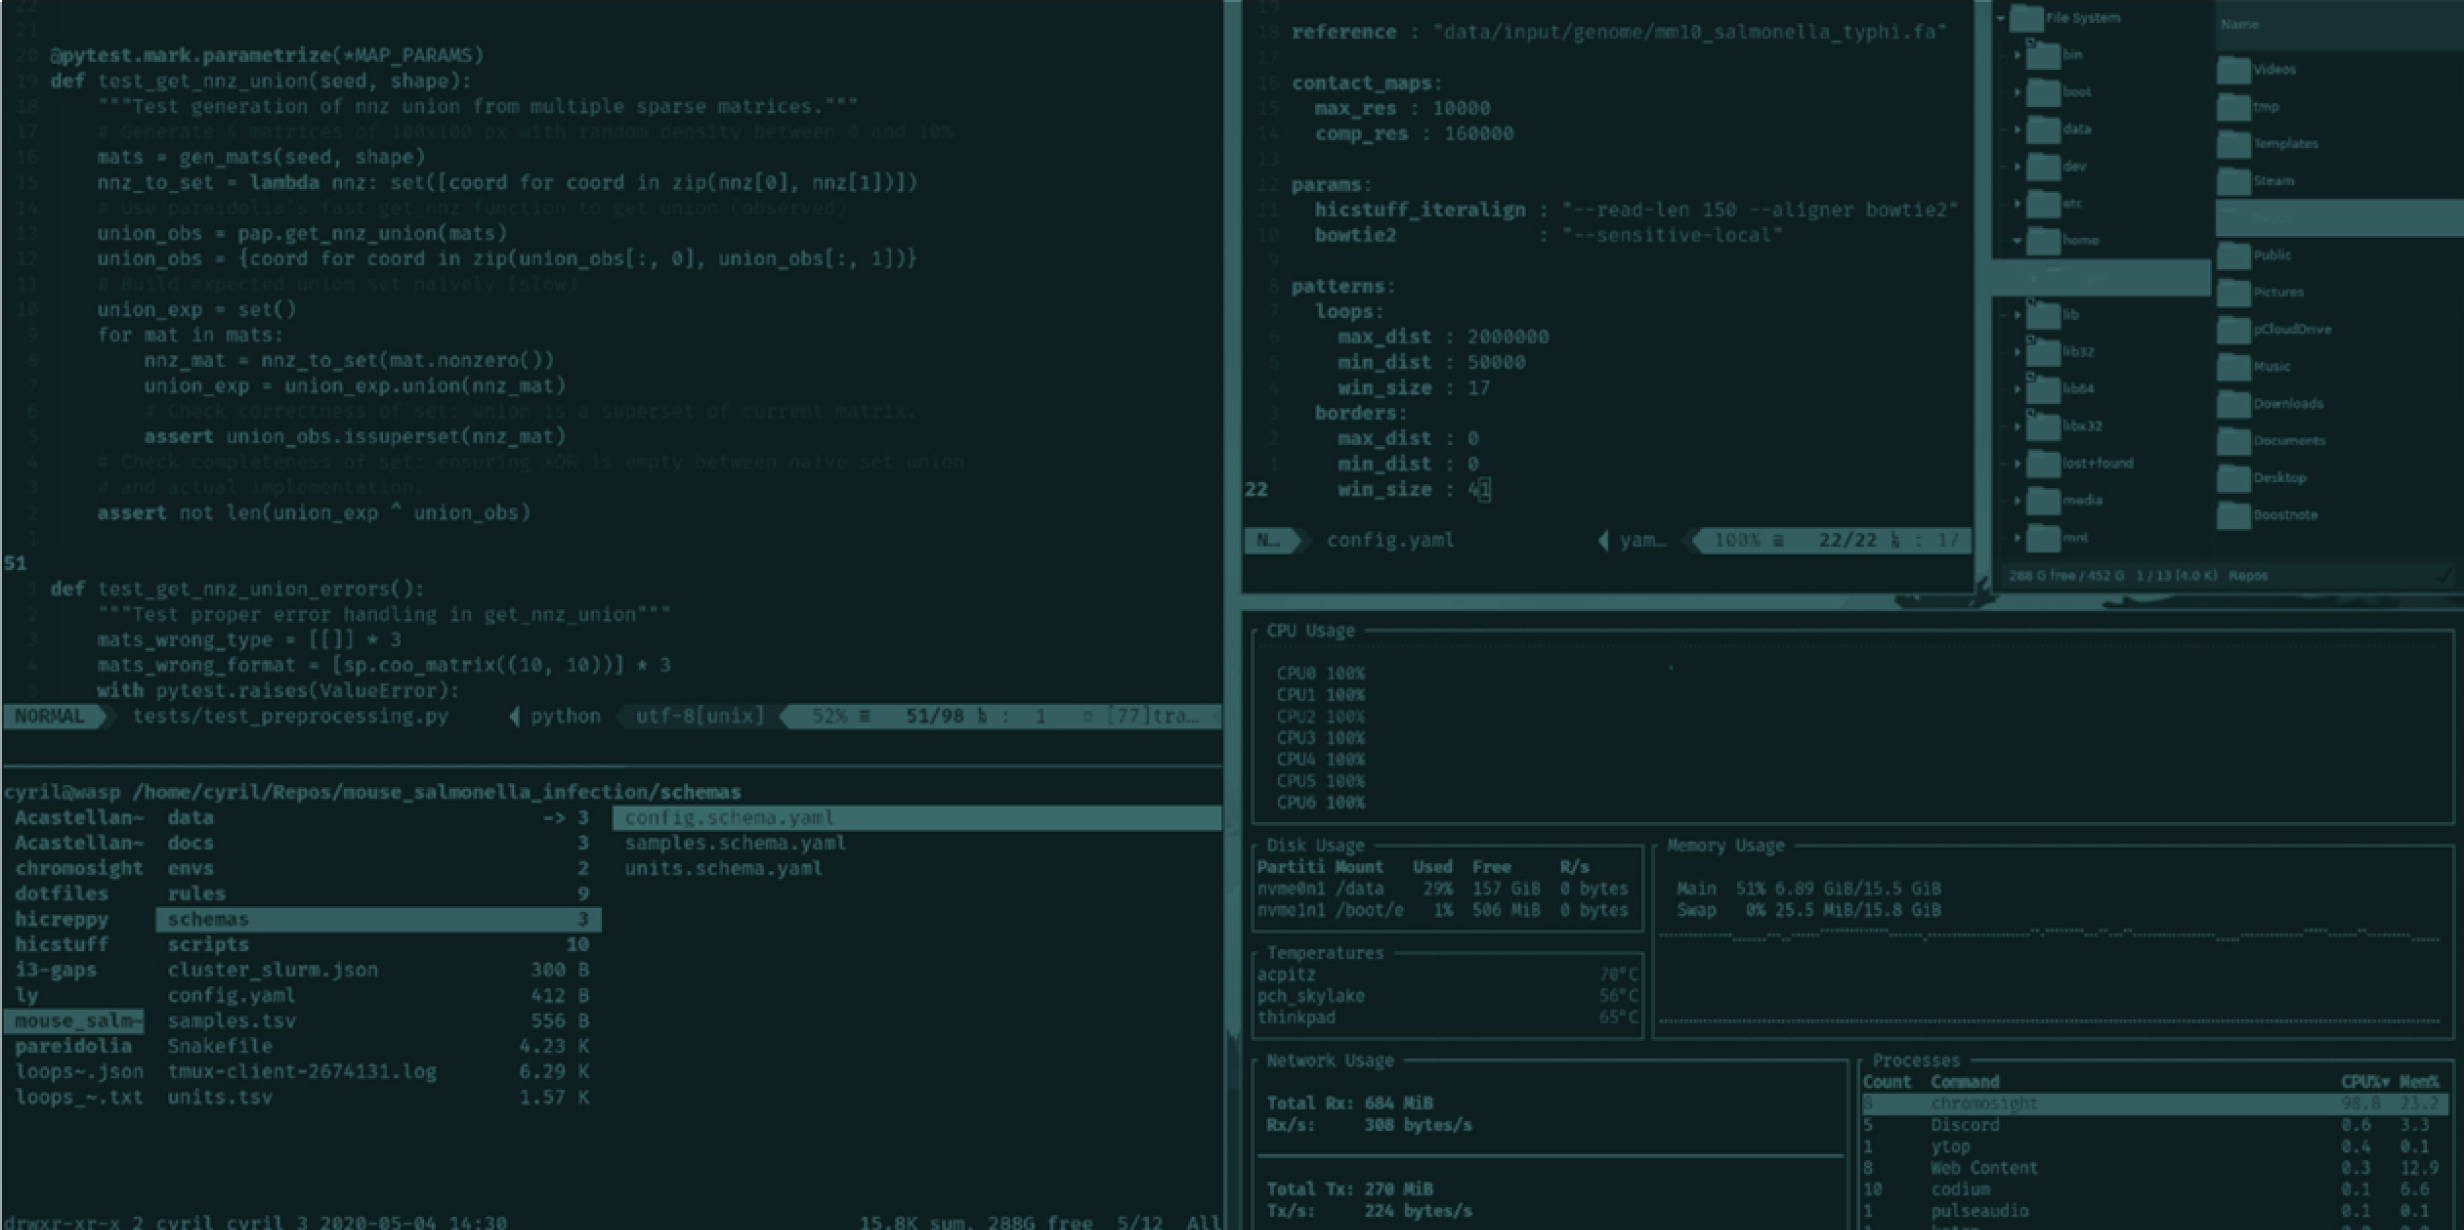 22
21
20 @pytest.mark.parametrize(*MAP_PARAMS)
19 def test_get_nnz_union(seed, shape):
18 """Test generation of nnz union from multiple sparse matrices."""
17 # Generate 4 matrices of 100x100 px with random density between 0 and 10%
16 mats = gen_mats(seed, shape)
15 nnz_to_set = lambda nnz: set([coord for coord in zip(nnz[0], nnz[1])])
14 # Use pareidolia's fast get_nnz function to get union (observed)
13 union_obs = pap.get_nnz_union(mats)
12 union_obs = {coord for coord in zip(union_obs[:, 0], union_obs[:, 1])}
11 # Build expected union set naively (slow)
10 union_exp = set()
9 for mat in mats:
8 nnz_mat = nnz_to_set(mat.nonzero())
7 union_exp = union_exp.union(nnz_mat)
6 # Check correctness of set: union is a superset of current matrix.
5 assert union_obs.issuperset(nnz_mat)
4 # Check completeness of set: ensuring XOR is empty between naive set union
3 # and actual implementation.
2 assert not len(union_exp ^ union_obs)
1
51
1 def test_get_nnz_union_errors():
2 """Test proper error handling in get_nnz_union"""
3 mats_wrong_type = [[]] * 3
4 mats_wrong_format = [sp.coo_matrix((10, 10))] * 3
5 with pytest.raises(ValueError):
NORMAL tests/test_preprocessing.py python utf-8[unix] 52% ≡ 51/98 : 1 [77]tra…
cyril@wasp /home/cyril/Repos/mouse_salmonella_infection/schemas
Acastellan~ data -> 3 config.schema.yaml
Acastellan~ docs 3 samples.schema.yaml
chromosight envs 2 units.schema.yaml
dotfiles rules 9
hicreppy schemas 3
hicstuff scripts 10
i3-gaps cluster_slurm.json 300 B
ly config.yaml 412 B
mouse_salm~ samples.tsv 556 B
pareidolia Snakefile 4.23 K
loops~.json tmux-client-2674131.log 6.29 K
loops_~.txt units.tsv 1.57 K
drwxr-xr-x 2 cyril cyril 3 2020-05-04 14:30 15.8K sum, 288G free 5/12 All
19
18 reference : "data/input/genome/mm10_salmonella_typhi.fa"
17
16 contact_maps:
15 max_res : 10000
14 comp_res : 160000
13
12 params:
11 hicstuff_iteralign : "--read-len 150 --aligner bowtie2"
10 bowtie2 : "--sensitive-local"
9
8 patterns:
7 loops:
6 max_dist : 2000000
5 min_dist : 50000
4 win_size : 17
3 borders:
2 max_dist : 0
1 min_dist : 0
22 win_size : 41
N… config.yaml yam… 100% ≡ 22/22 : 17
File System
bin
boot
data
dev
etc
home
lib
lib32
lib64
libx32
lost+found
media
mnt
Name
Videos
tmp
Templates
Steam
Public
Pictures
pCloudDrive
Music
Downloads
Documents
Desktop
Boostnote
288 G free / 452 G 1 / 13 (4.0 K) Repos
CPU Usage
CPU0 100%
CPU1 100%
CPU2 100%
CPU3 100%
CPU4 100%
CPU5 100%
CPU6 100%
Disk Usage
Partiti Mount Used Free R/s
nvme0n1 /data 29% 157 GiB 0 bytes
nvme1n1 /boot/e 1% 506 MiB 0 bytes
Memory Usage
Main 51% 6.89 GiB/15.5 GiB
Swap 0% 25.5 MiB/15.8 GiB
Temperatures
acpitz 70°C
pch_skylake 56°C
thinkpad 65°C
Network Usage
Total Rx: 684 MiB
Rx/s: 308 bytes/s
Total Tx: 270 MiB
Tx/s: 224 bytes/s
Processes
Count Command CPU%▼ Mem%
8 chromosight 98.8 23.2
5 Discord 0.6 3.3
1 ytop 0.4 0.1
8 Web Content 0.3 12.9
10 codium 0.1 6.6
1 pulseaudio 0.1 0.1